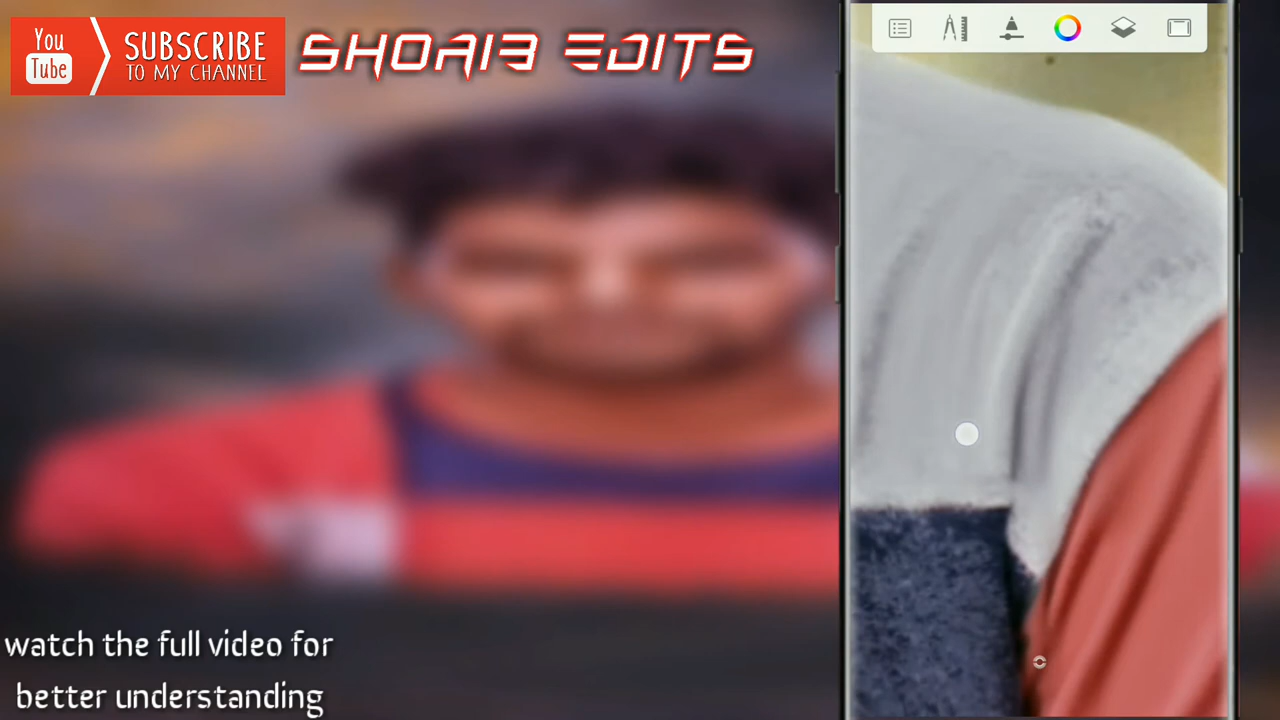 You
Tube
SUBSCRIBE
TO MY CHANNEL
SHOAIB EDITS
watch the full video for
better understanding